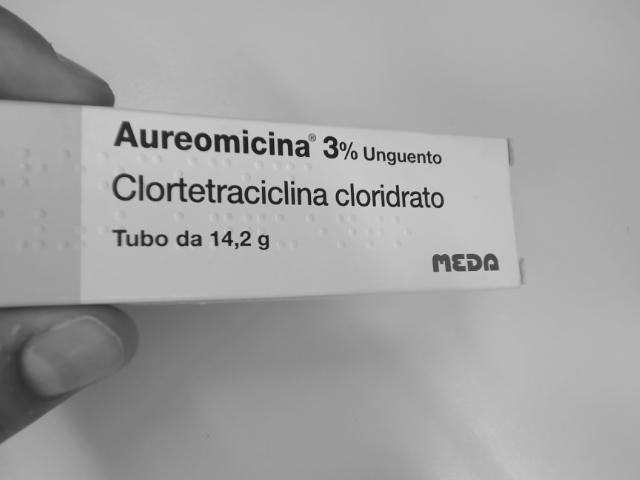 Aureomicina® 3% Unguento
Clortetraciclina cloridrato
Tubo da 14,2 g
MEDA